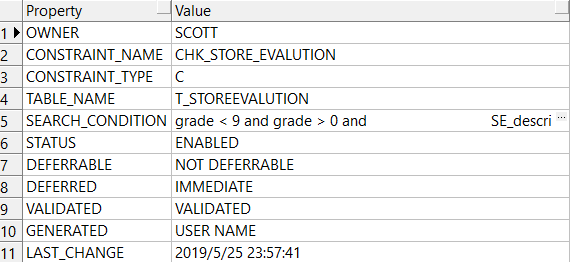 Property Value
1 OWNER SCOTT
2 CONSTRAINT_NAME CHK_STORE_EVALUTION
3 CONSTRAINT_TYPE C
4 TABLE_NAME T_STOREEVALUTION
5 SEARCH_CONDITION grade < 9 and grade > 0 and SE_descri ...
6 STATUS ENABLED
7 DEFERRABLE NOT DEFERRABLE
8 DEFERRED IMMEDIATE
9 VALIDATED VALIDATED
10 GENERATED USER NAME
11 LAST_CHANGE 2019/5/25 23:57:41